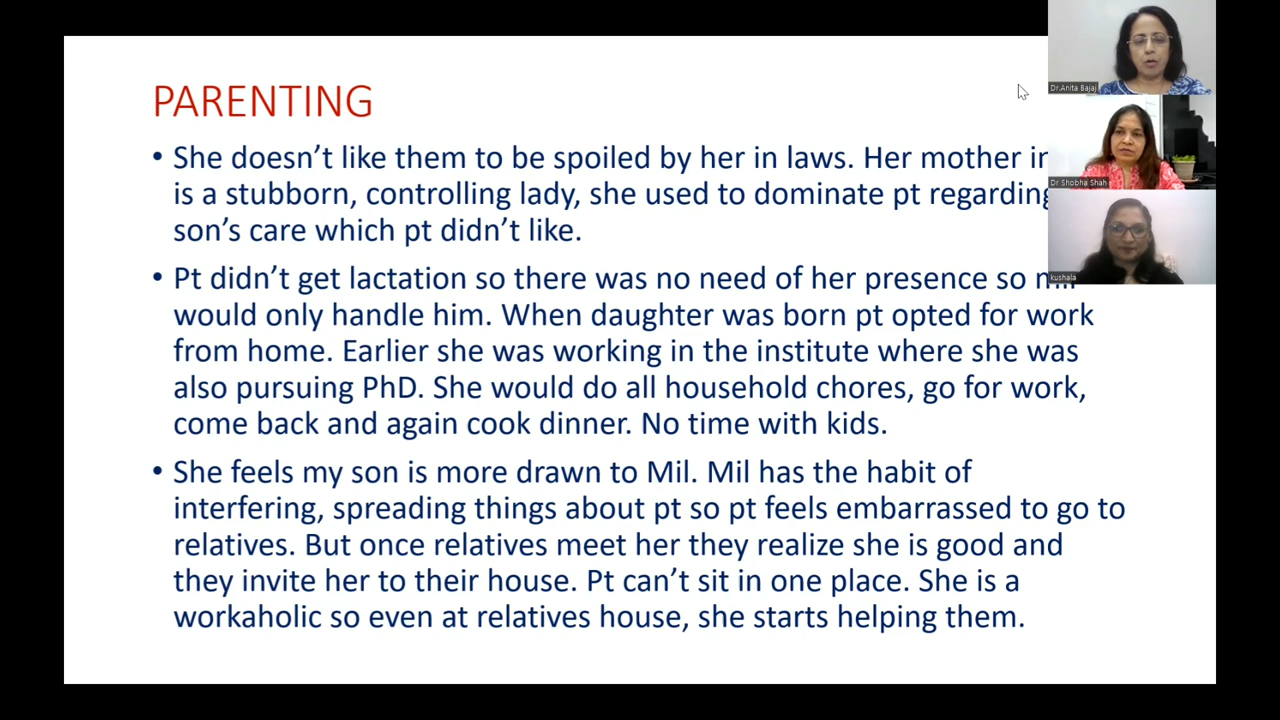 PARENTING
• She doesn't like them to be spoiled by her in laws. Her mother in
is a stubborn, controlling lady, she used to dominate pt regarding
son's care which pt didn't like.
• Pt didn't get lactation so there was no need of her presence so mil
would only handle him. When daughter was born pt opted for work
from home. Earlier she was working in the institute where she was
also pursuing PhD. She would do all household chores, go for work,
come back and again cook dinner. No time with kids.
• She feels my son is more drawn to Mil. Mil has the habit of
interfering, spreading things about pt so pt feels embarrassed to go to
relatives. But once relatives meet her they realize she is good and
they invite her to their house. Pt can't sit in one place. She is a
workaholic so even at relatives house, she starts helping them.
Dr.Anita Bajaj
Dr Shobha Shah
kushala